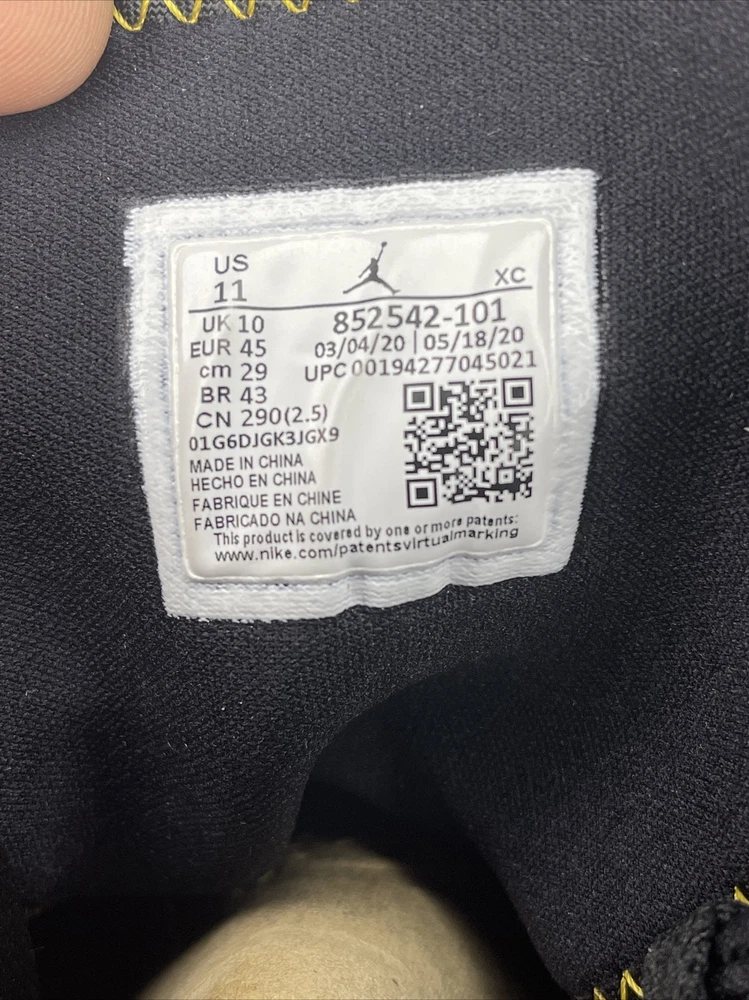 US
11
XC
UK 10
EUR 45
cm 29
BR 43
CN 290(2.5)
01G6DJGK3JGX9
852542-101
03/04/20 | 05/18/20
UPC 00194277045021
MADE IN CHINA
HECHO EN CHINA
FABRIQUE EN CHINE
FABRICADO NA CHINA
This product is covered by one or more patents:
www.nike.com/patentsvirtualmarking